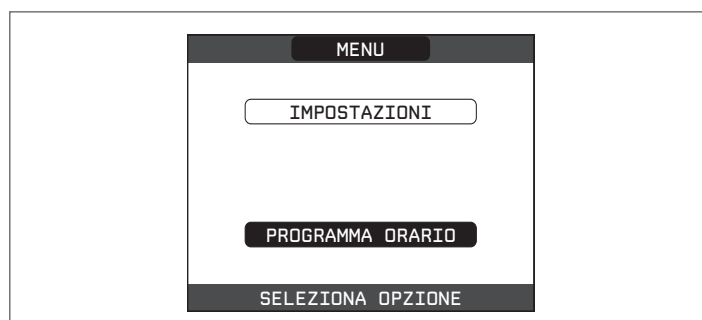 MENU
IMPOSTAZIONI
PROGRAMMA ORARIO
SELEZIONA OPZIONE